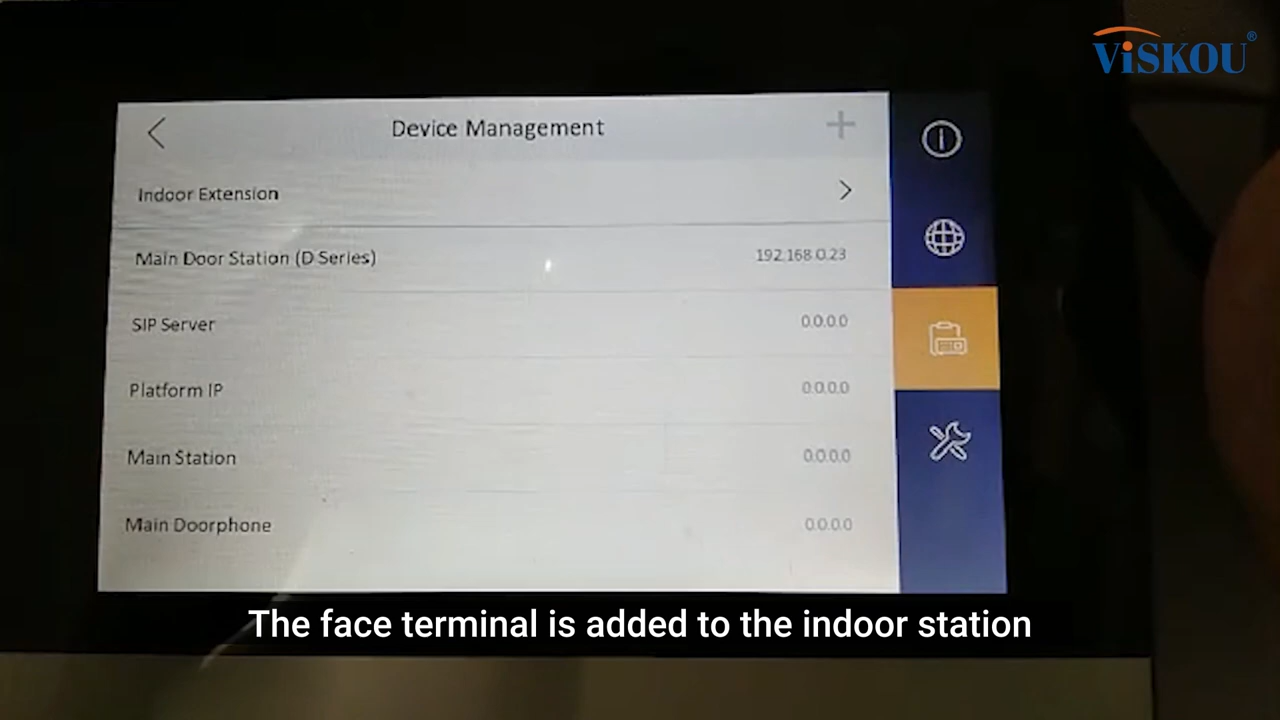 ViSKOU®
Device Management
Indoor Extension
Main Door Station (D Series) 192.168.0.23
SIP Server 0.0.0.0
Platform IP 0.0.0.0
Main Station 0.0.0.0
Main Doorphone 0.0.0.0
The face terminal is added to the indoor station